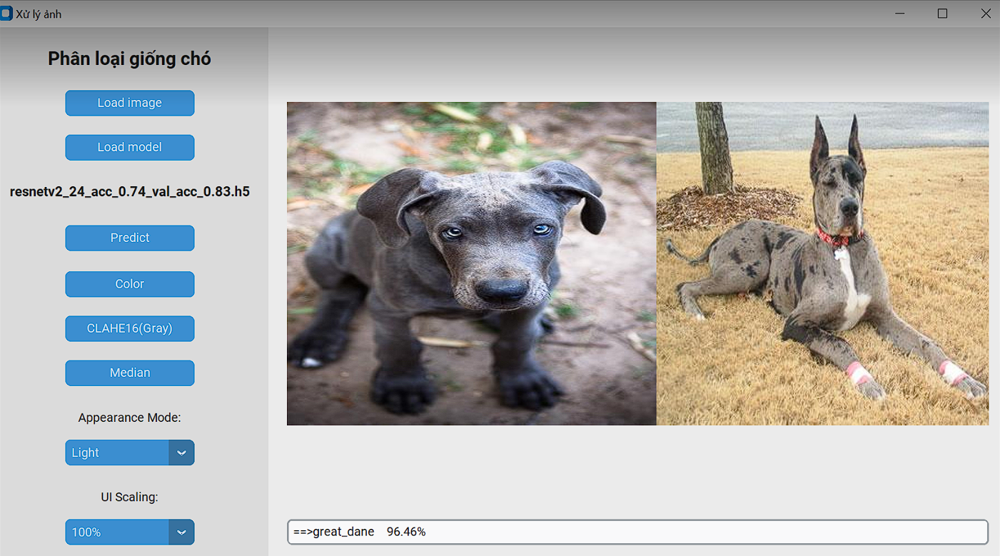 Xử lý ảnh
Phân loại giống chó
Load image
Load model
resnetv2_24_acc_0.74_val_acc_0.83.h5
Predict
Color
CLAHE16(Gray)
Median
Appearance Mode:
Light
UI Scaling:
100%
==>great_dane 96.46%